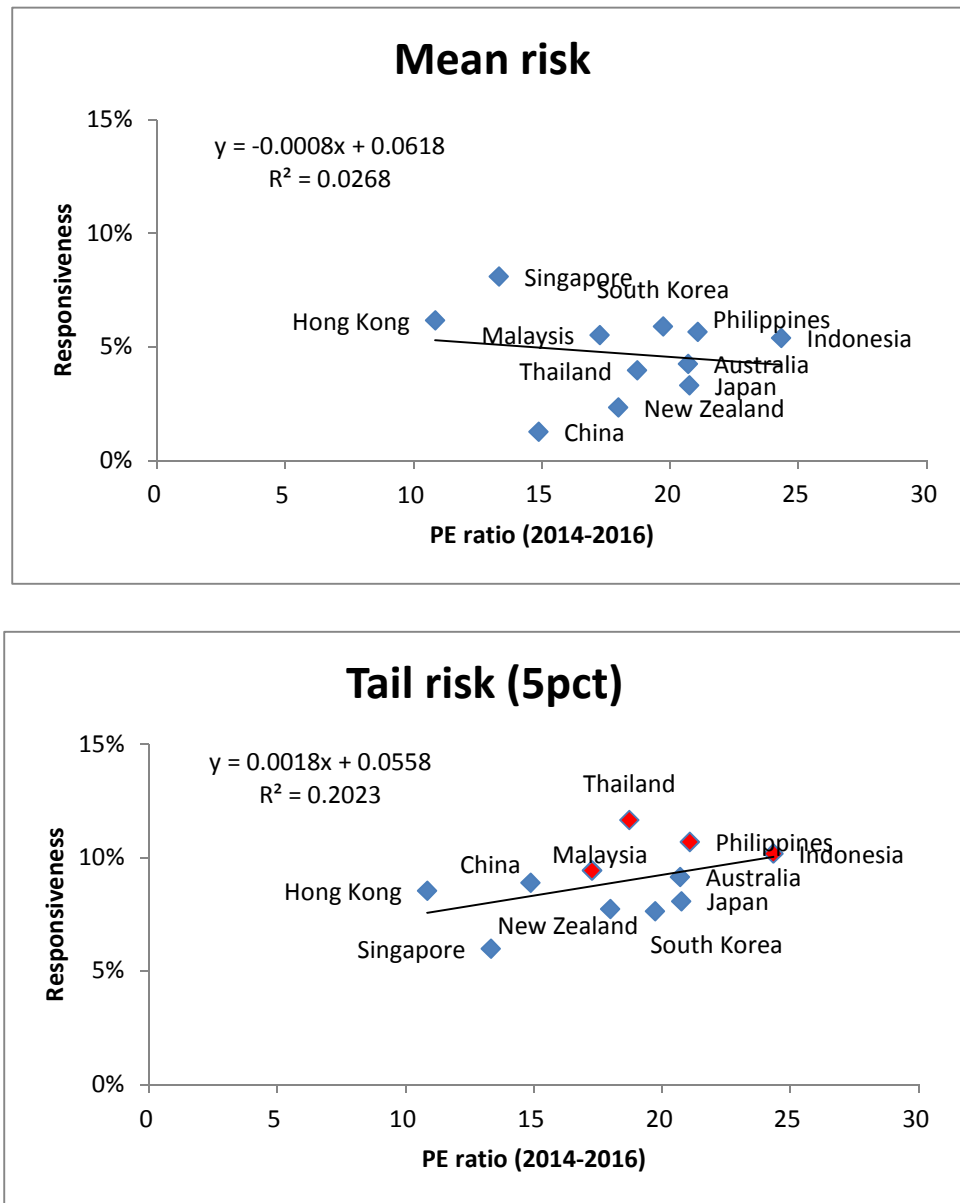 Mean risk
15%
y = -0.0008x + 0.0618
R² = 0.0268
10%
Singapore
South Korea
Hong Kong
Malaysis
Philippines
Indonesia
5%
Thailand
Australia
Japan
New Zealand
China
0%
Responsiveness
0 5 10 15 20 25 30
PE ratio (2014-2016)
Tail risk (5pct)
15%
y = 0.0018x + 0.0558
R² = 0.2023
Thailand
10%
Philippines
Malaysia
Indonesia
China
Australia
Hong Kong
Japan
New Zealand
Singapore
South Korea
5%
0%
Responsiveness
0 5 10 15 20 25 30
PE ratio (2014-2016)